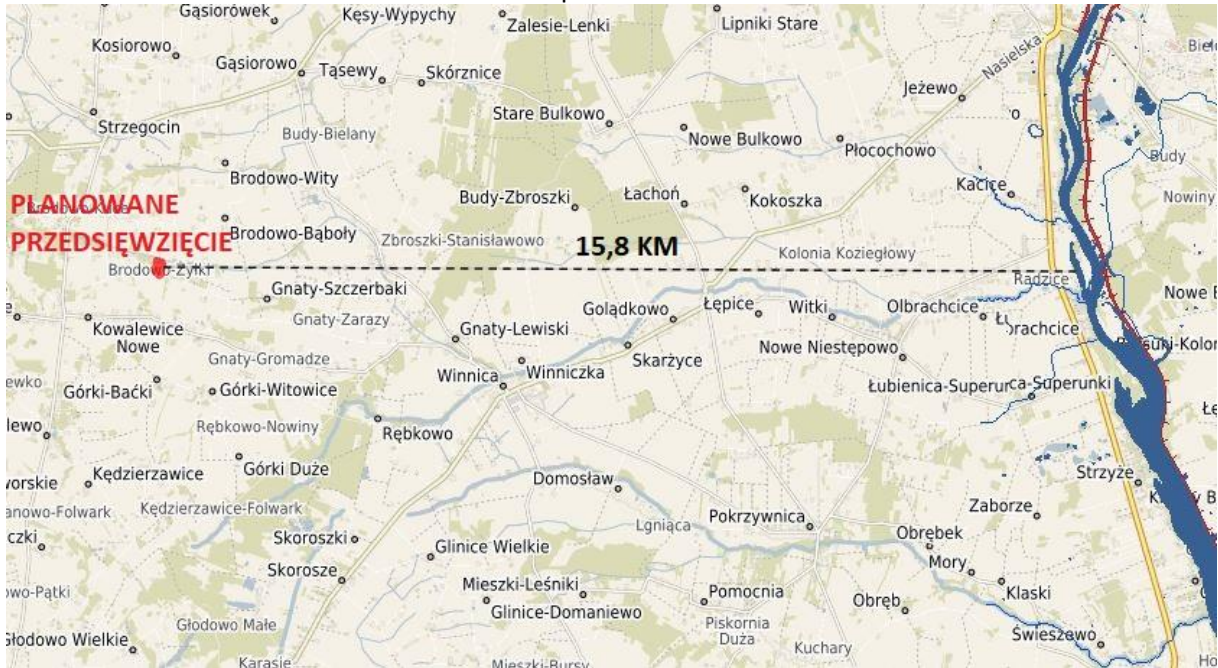 Gąsiorówek
Kęsy-Wypychy
Zalesie-Lenki
Lipniki Stare
Kosiorowo
Gąsiorowo
Tąsewy
Skórznice
Nasielska
Jeżewo
Strzegocin
Budy-Bielany
Stare Bulkowo
Nowe Bulkowo
Płocochowo
Budy
Brodowo-Wity
Kacice
Nowiny
PLANOWANE
PRZEDSIĘWZIĘCIE
Budy-Zbroszki
Łachoń
Kokoszka
Brodowo-Bąboły
Zbroszki-Stanisławowo
15,8 KM
Kolonia Koziegłowy
Brodowo-Żyłki
Radzice
Gnaty-Szczerbaki
Nowe
Kowalewice
Nowe
Gnaty-Zarazy
Gołądkowo
Łępice
Witki
Olbrachcice
Gnaty-Lewiski
Skarżyce
Nowe Niestępowo
Gnaty-Gromadze
Winnica
Winniczka
Górki-Baćki
Górki-Witowice
Łubienica-Superunki
Rębkowo-Nowiny
Rębkowo
Górki Duże
Kędzierzawice
Domosław
Strzyże
Kędzierzawice-Folwark
Zaborze
Skoroszki
Lgniąca
Pokrzywnica
Obrębek
Glinice Wielkie
Mory
Skorosze
Mieszki-Leśniki
Pomocnia
Klaski
Glinice-Domaniewo
Obręb
Głodowo Małe
Piskornia
Duża
Świeszewo
Głodowo Wielkie
Kuchary
Karasie
Mieszki-Bursy